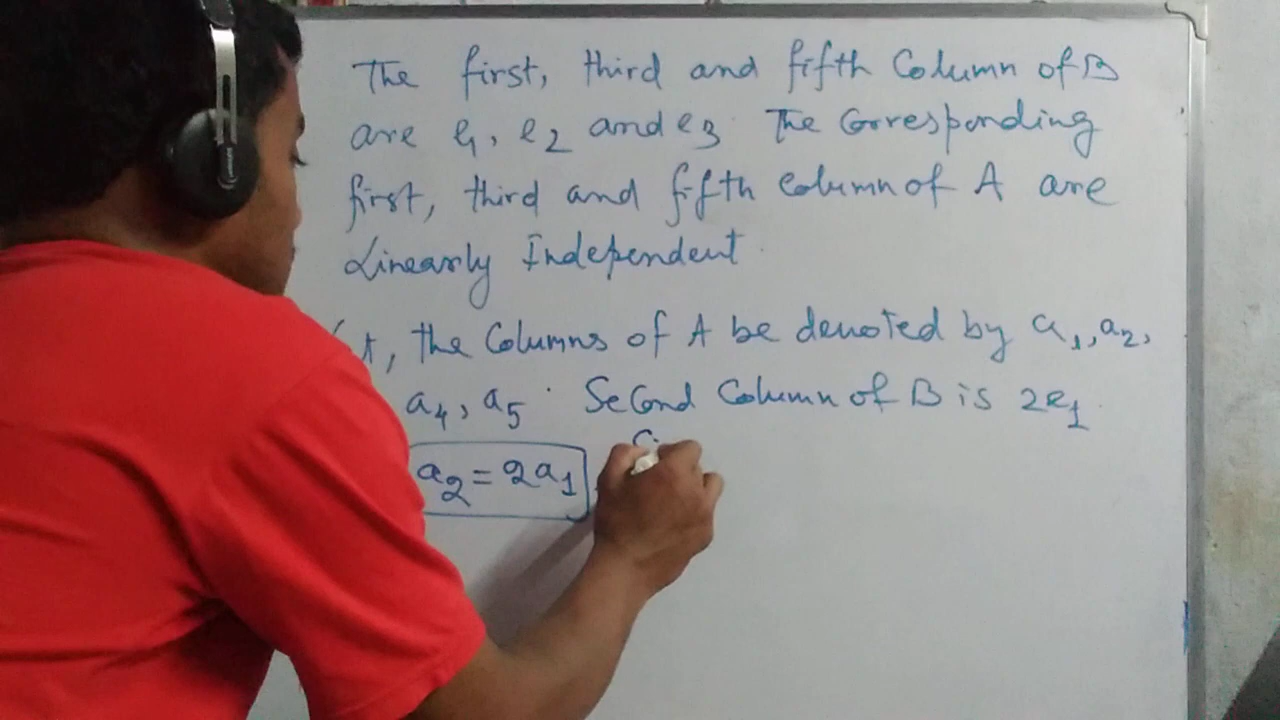 The first, third and fifth Column of B
are e1, e2 and e3. The Corresponding
first, third and fifth Column of A are
Linearly Independent.
the Columns of A be denoted by a1, a2,
a4, a5. Second Column of B is 2e1.
a2 = 2a1